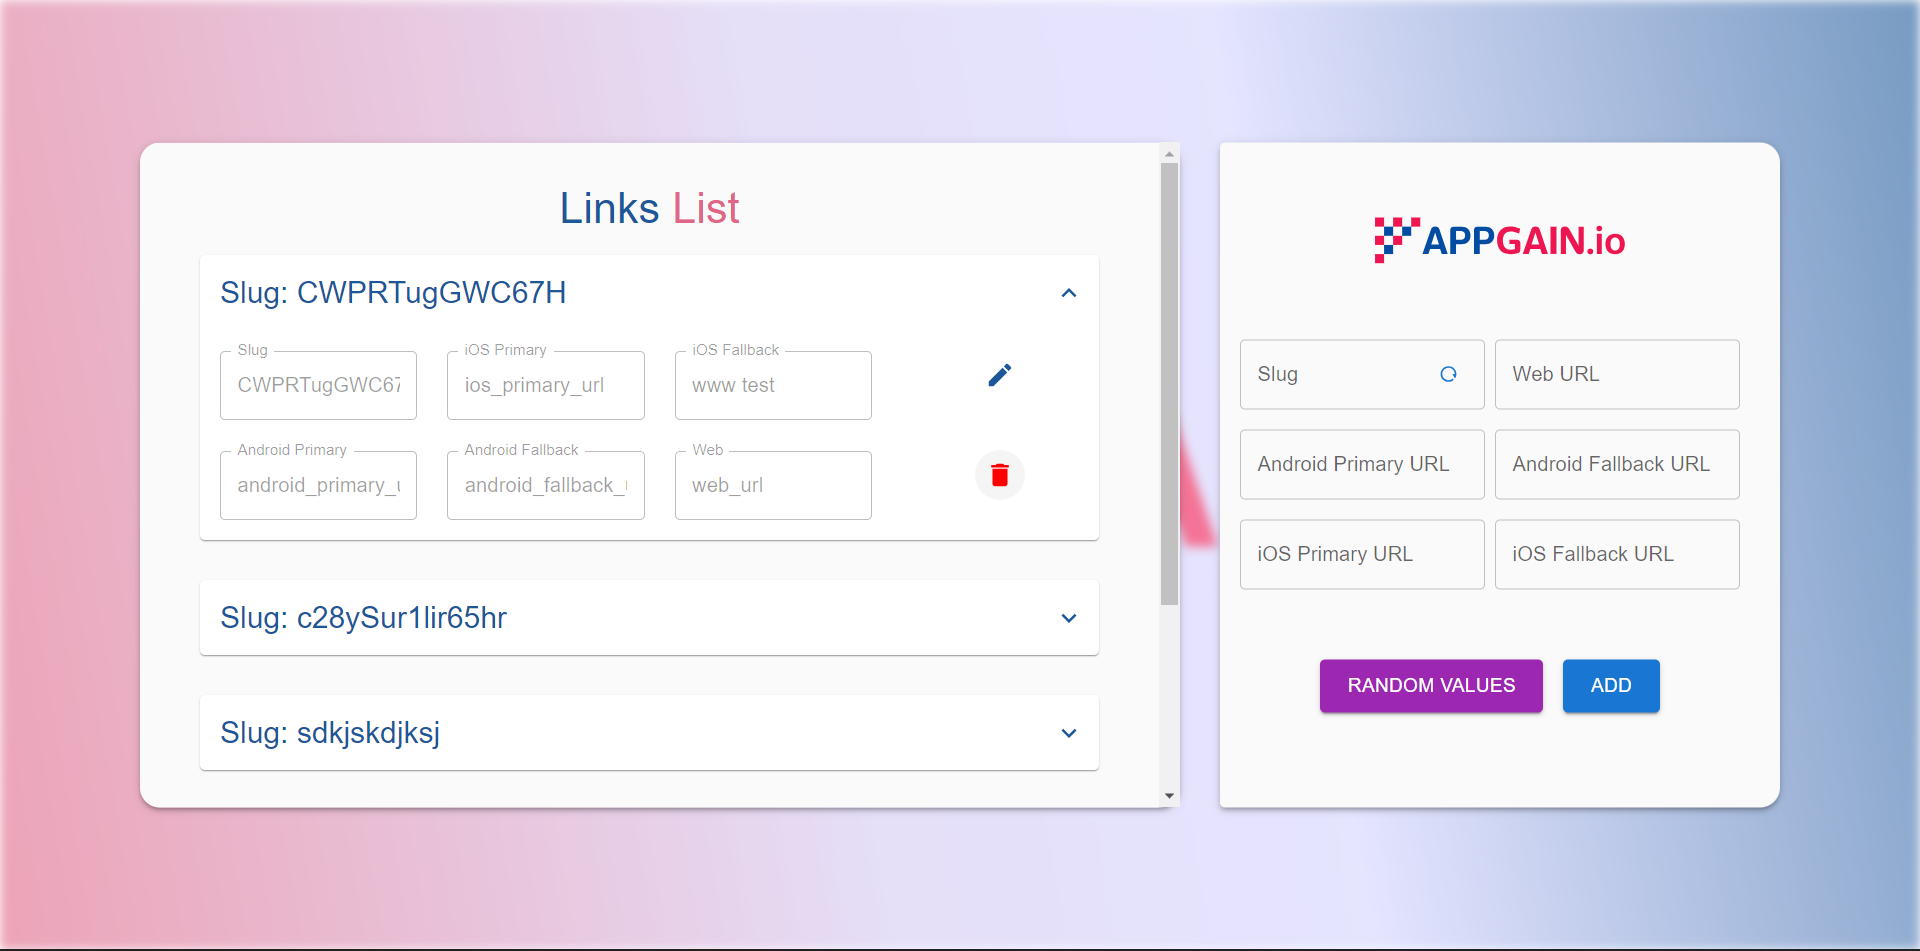 Links List
Slug: CWPRTugGWC67H
Slug
iOS Primary
iOS Fallback
CWPRTugGWC67
ios_primary_url
www test
Android Primary
Android Fallback
Web
android_primary_u
android_fallback_
web_url
Slug: c28ySur1lir65hr
Slug: sdkjskdjksj
APPGAIN.io
Slug
Web URL
Android Primary URL
Android Fallback URL
iOS Primary URL
iOS Fallback URL
RANDOM VALUES
ADD